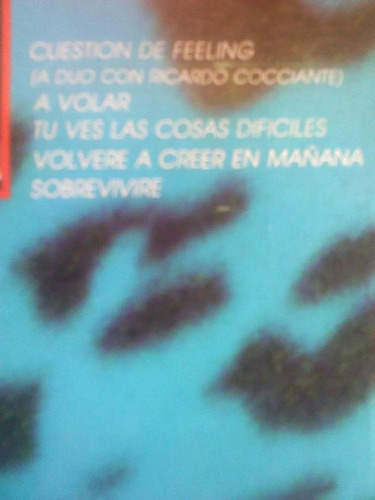 CUESTION DE FEELING
(A DUO CON RICARDO COCCIANTE)
A VOLAR
TU VES LAS COSAS DIFICILES
VOLVERE A CREER EN MAÑANA
SOBREVIVIRE